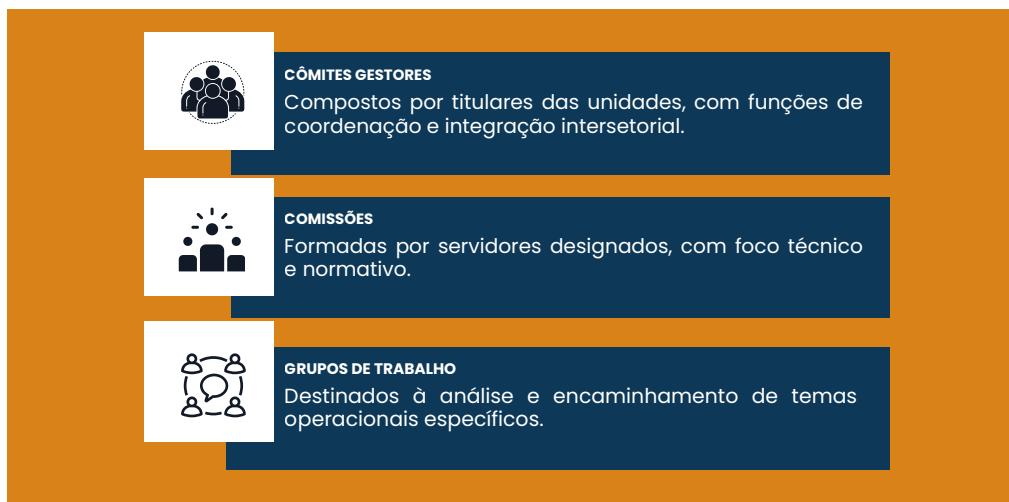 CÔMITES GESTORES
Compostos por titulares das unidades, com funções de
coordenação e integração intersetorial.
COMISSÕES
Formadas por servidores designados, com foco técnico
e normativo.
GRUPOS DE TRABALHO
Destinados à análise e encaminhamento de temas
operacionais específicos.